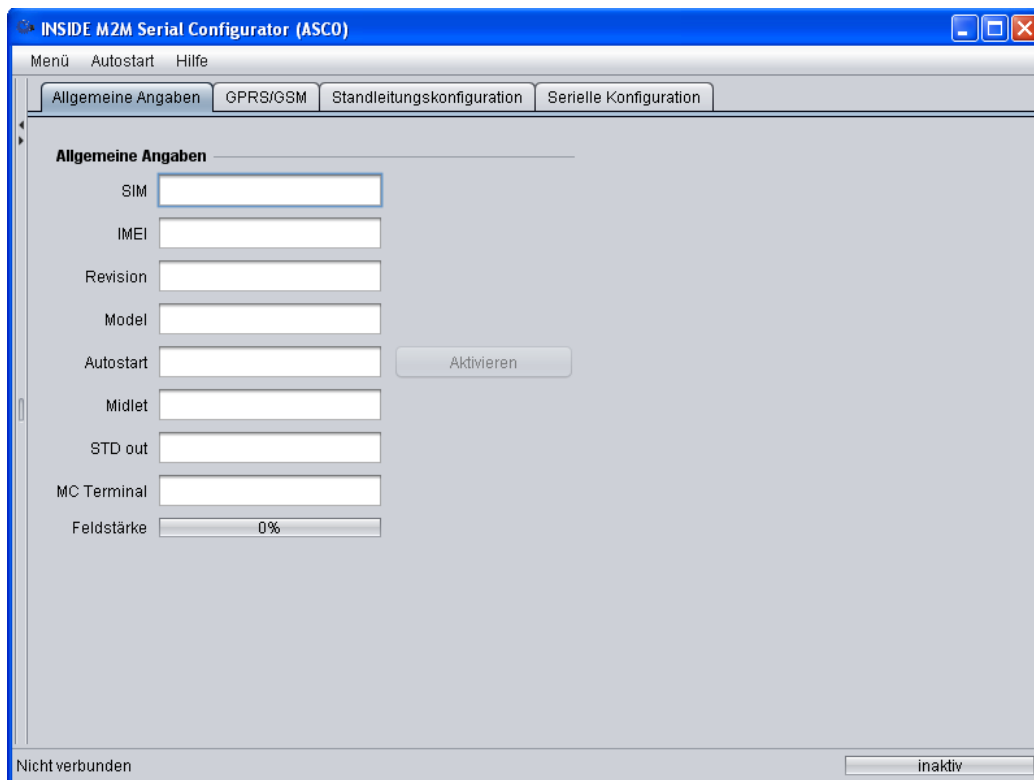 INSIDE M2M Serial Configurator (ASCO)
Menü Autostart Hilfe
Allgemeine Angaben GPRS/GSM Standleitungskonfiguration Serielle Konfiguration
Allgemeine Angaben
SIM
IMEI
Revision
Model
Autostart Aktivieren
Midlet
STD out
MC Terminal
Feldstärke 0%
Nicht verbunden inaktiv